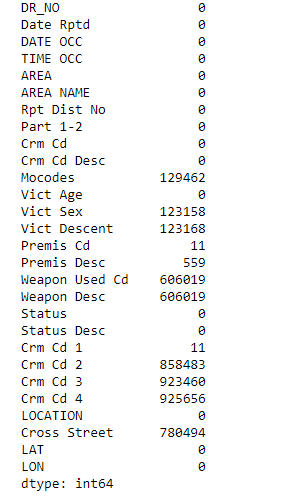 DR_NO 0
Date Rptd 0
DATE OCC 0
TIME OCC 0
AREA 0
AREA NAME 0
Rpt Dist No 0
Part 1-2 0
Crm Cd 0
Crm Cd Desc 0
Mocodes 129462
Vict Age 0
Vict Sex 123158
Vict Descent 123168
Premis Cd 11
Premis Desc 559
Weapon Used Cd 606019
Weapon Desc 606019
Status 0
Status Desc 0
Crm Cd 1 11
Crm Cd 2 858483
Crm Cd 3 923460
Crm Cd 4 925656
LOCATION 0
Cross Street 780494
LAT 0
LON 0
dtype: int64